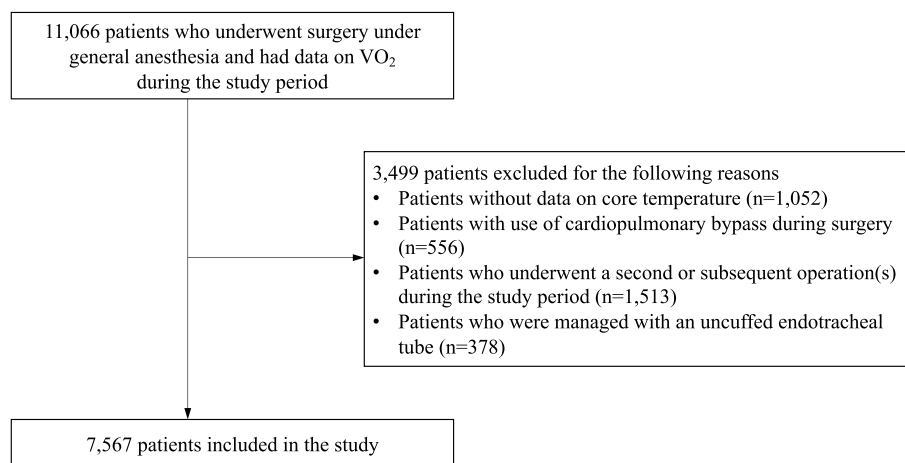 11,066 patients who underwent surgery under
general anesthesia and had data on VO₂
during the study period
3,499 patients excluded for the following reasons
• Patients without data on core temperature (n=1,052)
• Patients with use of cardiopulmonary bypass during surgery
(n=556)
• Patients who underwent a second or subsequent operation(s)
during the study period (n=1,513)
• Patients who were managed with an uncuffed endotracheal
tube (n=378)
7,567 patients included in the study